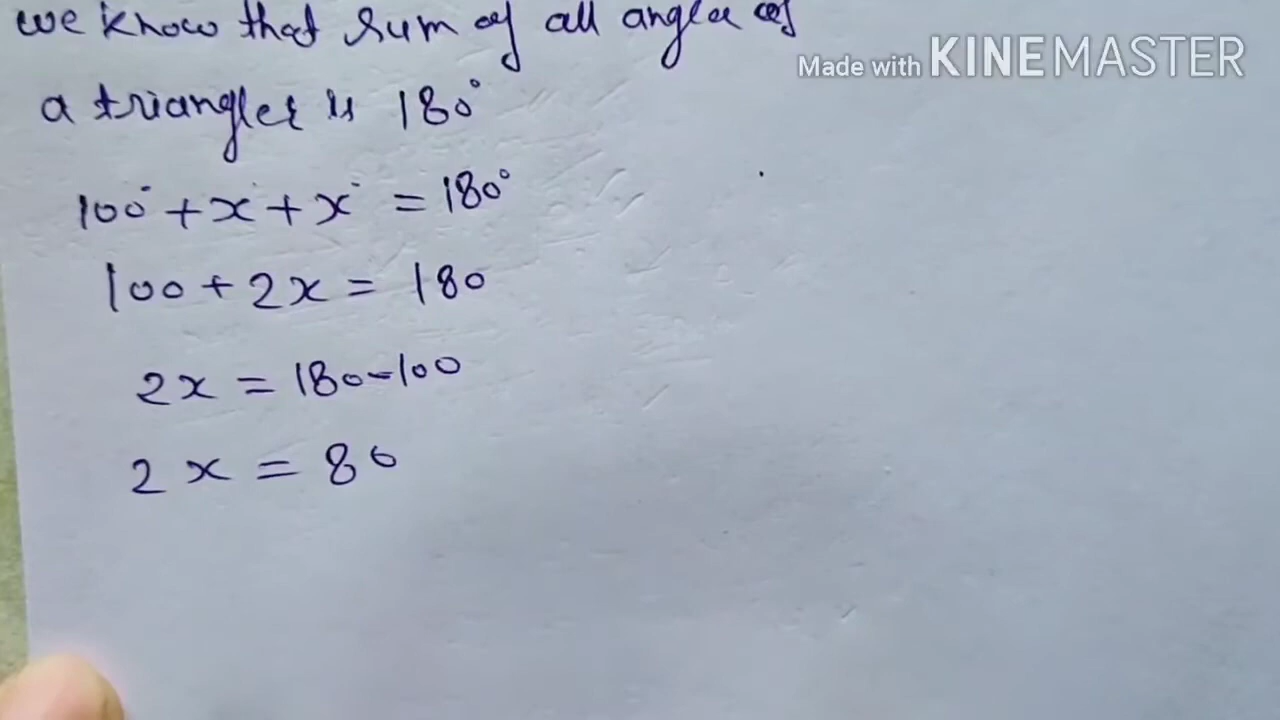 we know that sum of all angles of
Made with KINEMASTER
a triangles is 180°
100° + x° + x° = 180°
100 + 2x = 180
2x = 180-100
2x = 80